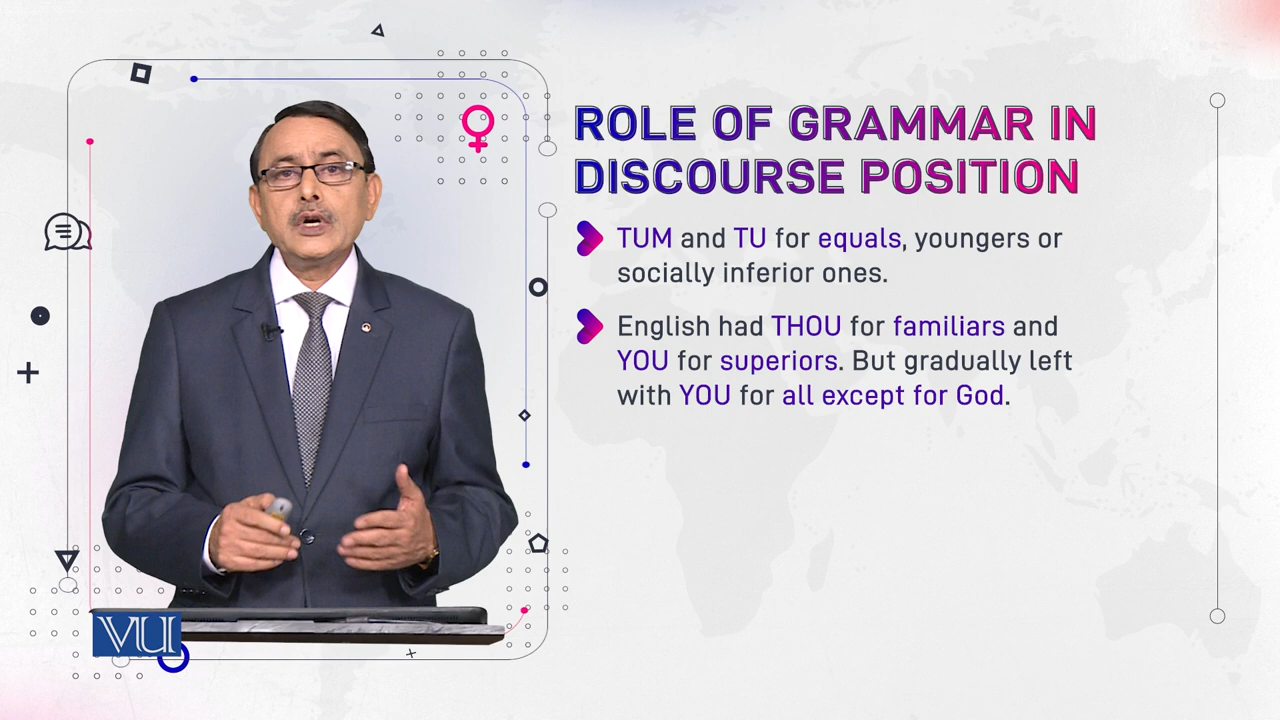 ROLE OF GRAMMAR IN
DISCOURSE POSITION
TUM and TU for equals, youngers or
socially inferior ones.
English had THOU for familiars and
YOU for superiors. But gradually left
with YOU for all except for God.
VU